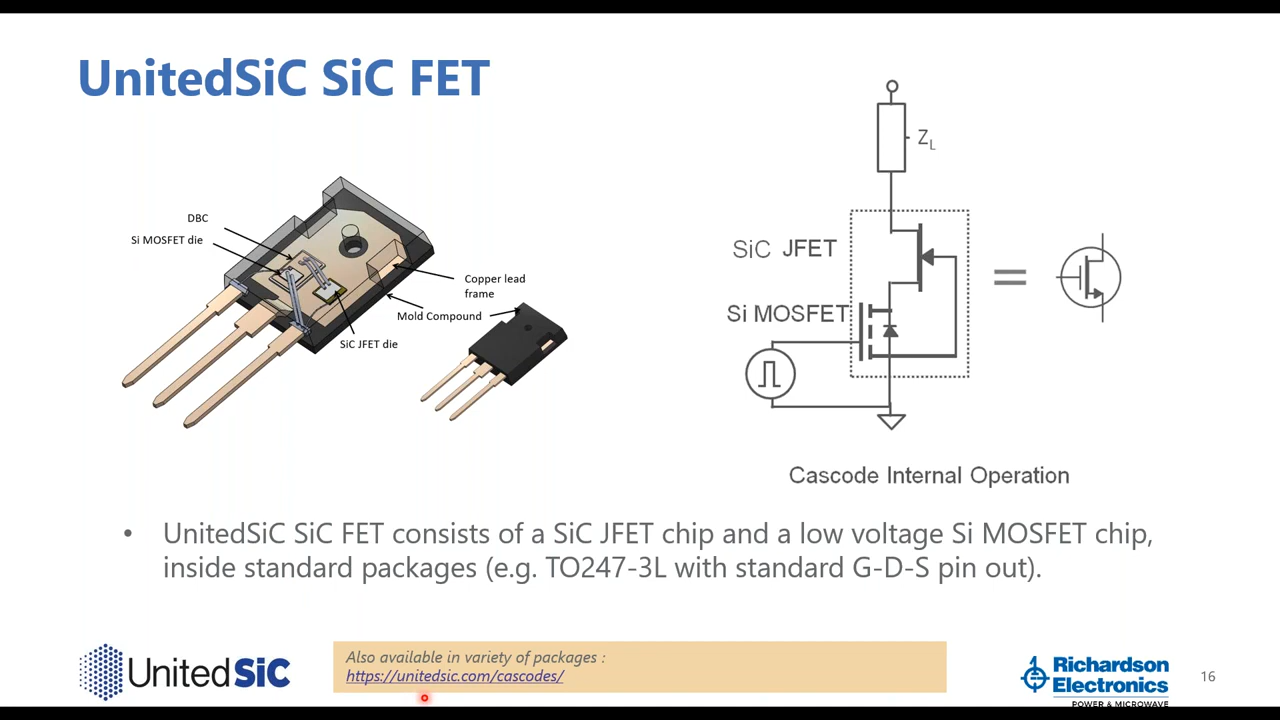 UnitedSiC SiC FET
DBC
Si MOSFET die
Copper lead
frame
Mold Compound
SiC JFET die
ZL
SiC JFET
Si MOSFET
=
Cascode Internal Operation
• UnitedSiC SiC FET consists of a SiC JFET chip and a low voltage Si MOSFET chip,
inside standard packages (e.g. TO247-3L with standard G-D-S pin out).
UnitedSiC
Also available in variety of packages :
https://unitedsic.com/cascodes/
Richardson
Electronics
POWER & MICROWAVE
16